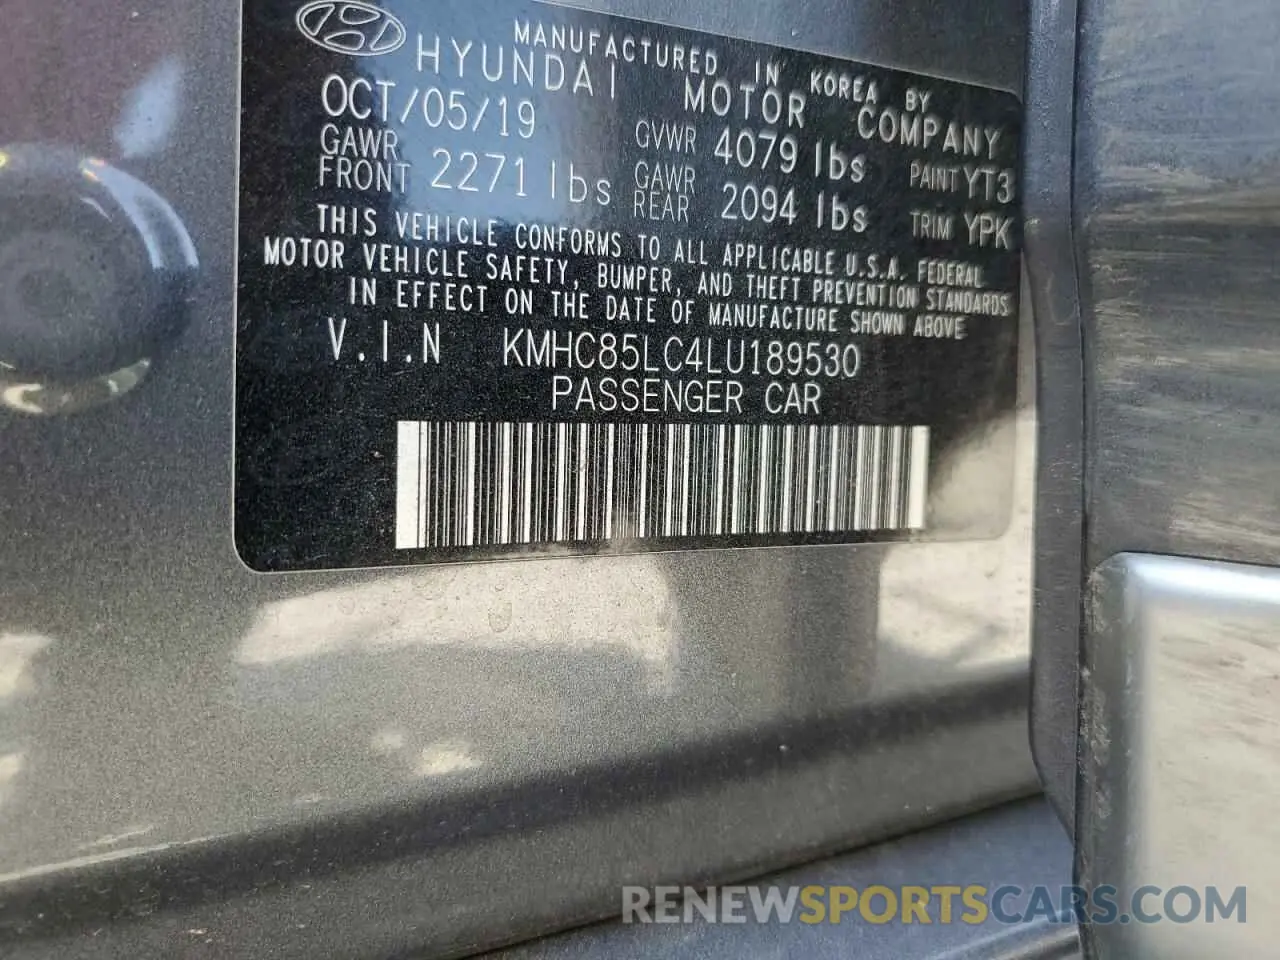 MANUFACTURED IN KOREA BY
HYUNDAI MOTOR COMPANY
OCT/05/19 GVWR 4079 lbs PAINT YT3
GAWR FRONT 2271 lbs GAWR REAR 2094 lbs TRIM YPK
THIS VEHICLE CONFORMS TO ALL APPLICABLE U.S.A. FEDERAL
MOTOR VEHICLE SAFETY, BUMPER, AND THEFT PREVENTION STANDARDS
IN EFFECT ON THE DATE OF MANUFACTURE SHOWN ABOVE
V.I.N KMHC85LC4LU189530
PASSENGER CAR
RENEWSPORTSCARS.COM